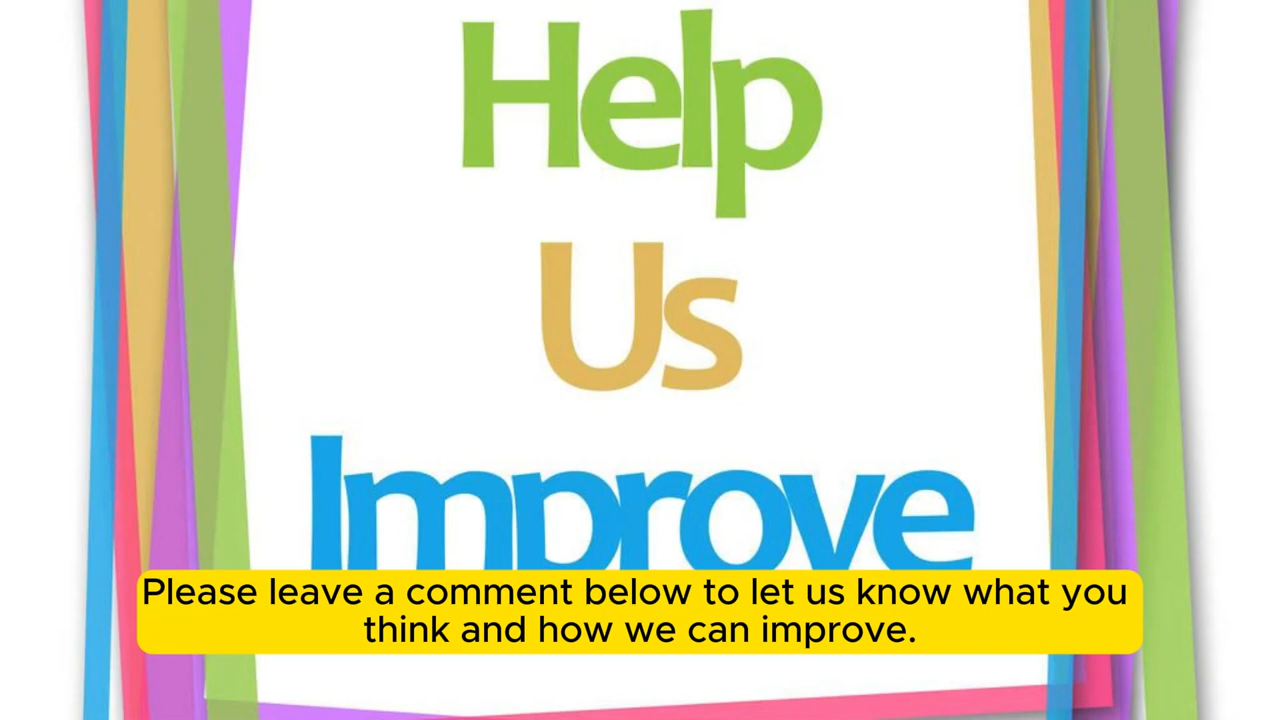 Help
Us
Improve
Please leave a comment below to let us know what you
think and how we can improve.